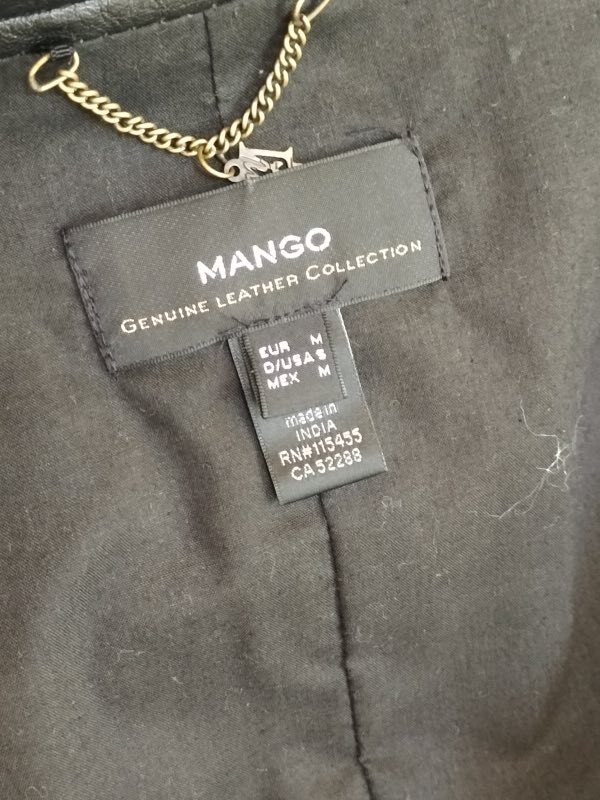 MANGO
GENUINE LEATHER COLLECTION
EUR M
D/USA S
MEX M
made in
INDIA
RN#115455
CA 52288